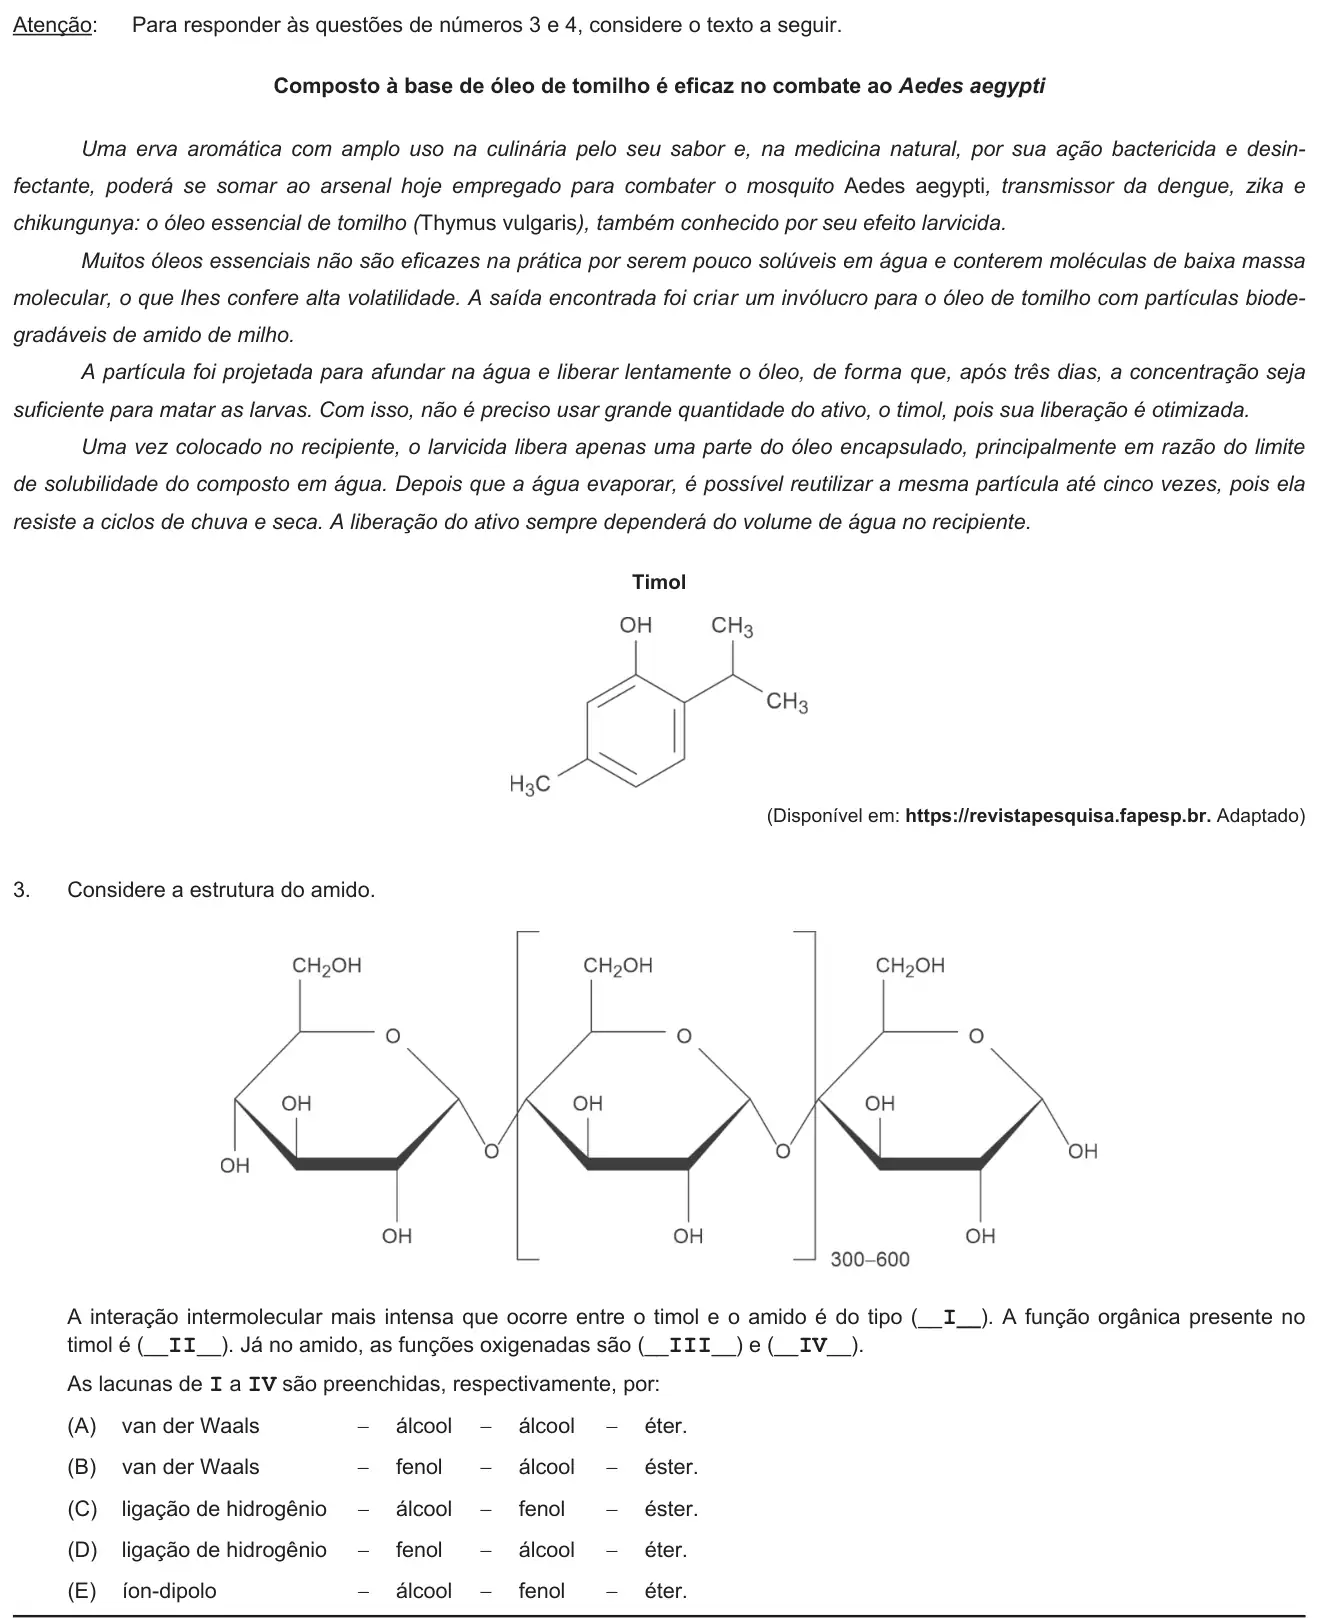 Atenção: Para responder às questões de números 3 e 4, considere o texto a seguir.
Composto à base de óleo de tomilho é eficaz no combate ao Aedes aegypti
Uma erva aromática com amplo uso na culinária pelo seu sabor e, na medicina natural, por sua ação bactericida e desin-
fectante, poderá se somar ao arsenal hoje empregado para combater o mosquito Aedes aegypti, transmissor da dengue, zika e
chikungunya: o óleo essencial de tomilho (Thymus vulgaris), também conhecido por seu efeito larvicida.
Muitos óleos essenciais não são eficazes na prática por serem pouco solúveis em água e conterem moléculas de baixa massa
molecular, o que lhes confere alta volatilidade. A saída encontrada foi criar um invólucro para o óleo de tomilho com partículas biode-
gradáveis de amido de milho.
A partícula foi projetada para afundar na água e liberar lentamente o óleo, de forma que, após três dias, a concentração seja
suficiente para matar as larvas. Com isso, não é preciso usar grande quantidade do ativo, o timol, pois sua liberação é otimizada.
Uma vez colocado no recipiente, o larvicida libera apenas uma parte do óleo encapsulado, principalmente em razão do limite
de solubilidade do composto em água. Depois que a água evaporar, é possível reutilizar a mesma partícula até cinco vezes, pois ela
resiste a ciclos de chuva e seca. A liberação do ativo sempre dependerá do volume de água no recipiente.
Timol
OH CH3
CH3
H3C
(Disponível em: https://revistapesquisa.fapesp.br. Adaptado)
3. Considere a estrutura do amido.
CH2OH CH2OH CH2OH
O O O
OH OH OH
OH O O OH
OH OH OH
300–600
A interação intermolecular mais intensa que ocorre entre o timol e o amido é do tipo (__I__). A função orgânica presente no
timol é (__II__). Já no amido, as funções oxigenadas são (__III__) e (__IV__).
As lacunas de I a IV são preenchidas, respectivamente, por:
(A) van der Waals – álcool – álcool – éter.
(B) van der Waals – fenol – álcool – éster.
(C) ligação de hidrogênio – álcool – fenol – éster.
(D) ligação de hidrogênio – fenol – álcool – éter.
(E) íon-dipolo – álcool – fenol – éter.